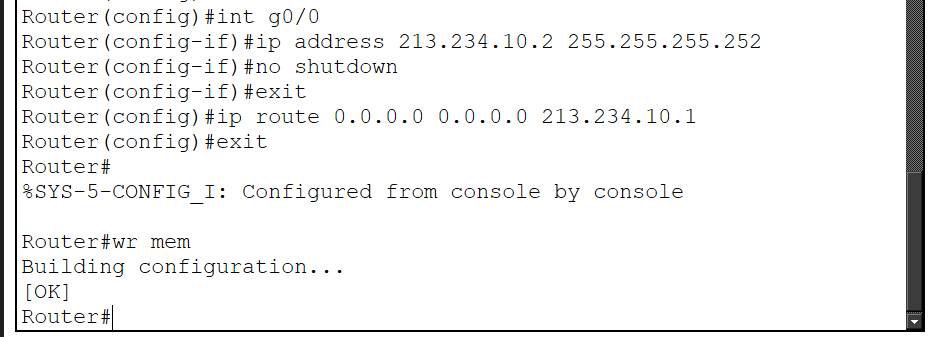 Router(config)#int g0/0
Router(config-if)#ip address 213.234.10.2 255.255.255.252
Router(config-if)#no shutdown
Router(config-if)#exit
Router(config)#ip route 0.0.0.0 0.0.0.0 213.234.10.1
Router(config)#exit
Router#
%SYS-5-CONFIG_I: Configured from console by console

Router#wr mem
Building configuration...
[OK]
Router#